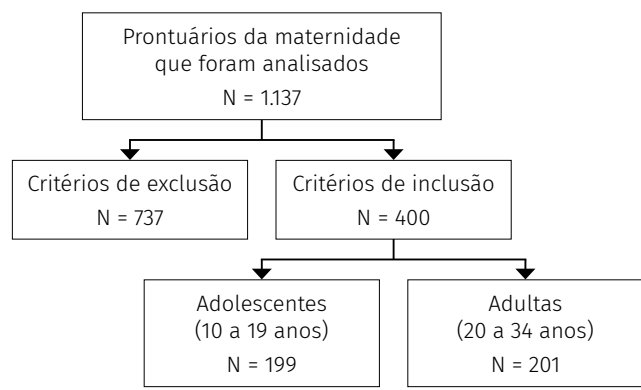 Prontuários da maternidade
que foram analisados
N = 1.137
Critérios de exclusão
N = 737
Critérios de inclusão
N = 400
Adolescentes
(10 a 19 anos)
N = 199
Adultas
(20 a 34 anos)
N = 201